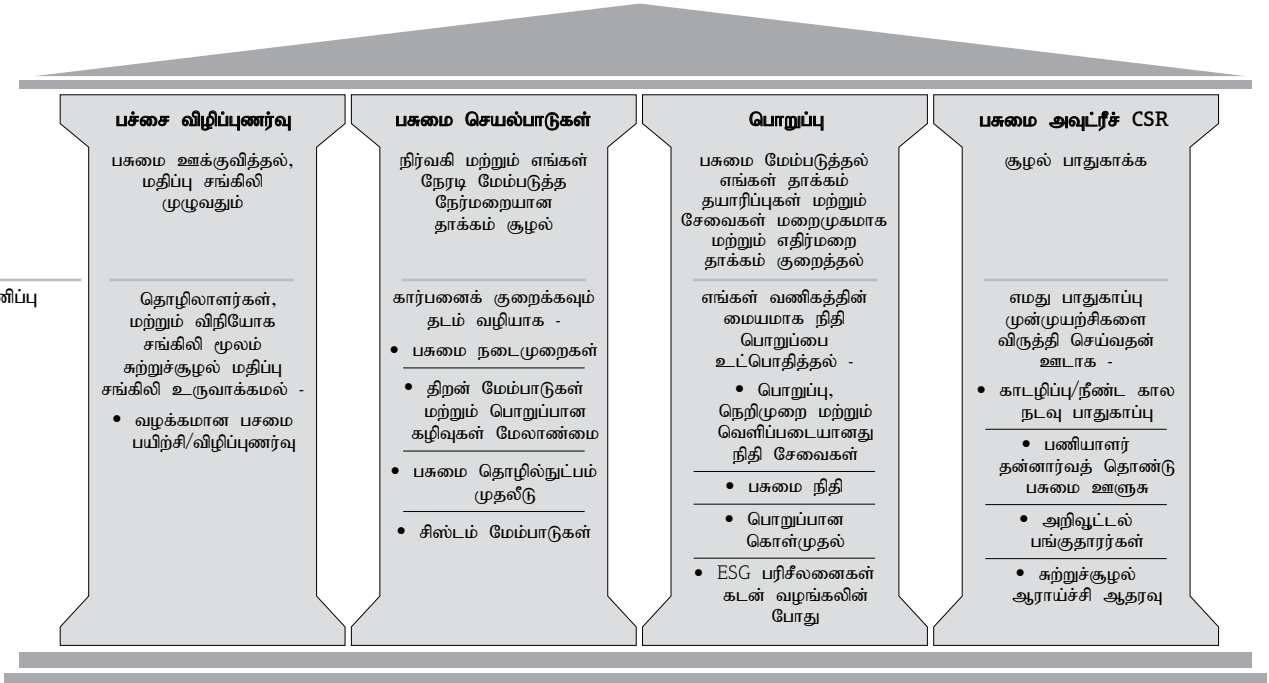 பச்சை விழிப்புணர்வு
பசுமை ஊக்குவித்தல்,
மதிப்பு சங்கிலி
முழுவதும்
தொழிலாளர்கள்,
மற்றும் விநியோக
சங்கிலி மூலம்
சுற்றுச்சூழல் மதிப்பு
சங்கிலி உருவாக்கமல் -
• வழக்கமான பசமை
பயிற்சி/விழிப்புணர்வு
பசுமை செயல்பாடுகள்
நிர்வகி மற்றும் எங்கள்
நேரடி மேம்படுத்த
நேர்மறையான
தாக்கம் சூழல்
கார்பனைக் குறைக்கவும்
தடம் வழியாக -
• பசுமை நடைமுறைகள்
• திறன் மேம்பாடுகள்
மற்றும் பொறுப்பான
கழிவுகள் மேலாண்மை
• பசுமை தொழில்நுட்பம்
முதலீடு
• சிஸ்டம் மேம்பாடுகள்
பொறுப்பு
பசுமை மேம்படுத்தல்
எங்கள் தாக்கம்
தயாரிப்புகள் மற்றும்
சேவைகள் மறைமுகமாக
மற்றும் எதிர்மறை
தாக்கம் குறைத்தல்
எங்கள் வணிகத்தின்
மையமாக நிதி
பொறுப்பை
உட்பொதித்தல் -
• பொறுப்பு,
நெறிமுறை மற்றும்
வெளிப்படையானது
நிதி சேவைகள்
• பசுமை நிதி
• பொறுப்பான
கொள்முதல்
• ESG பரிசீலனைகள்
கடன் வழங்கலின்
போது
பசுமை அவுட்ரீச் CSR
சூழல் பாதுகாக்க
எமது பாதுகாப்பு
முன்முயற்சிகளை
விருத்தி செய்வதன்
ஊடாக -
• காடழிப்பு/நீண்ட கால
நடவு பாதுகாப்பு
• பணியாளர்
தன்னார்வத் தொண்டு
பசுமை ஊளுசு
• அறிவூட்டல்
பங்குதாரர்கள்
• சுற்றுச்சூழல்
ஆராய்ச்சி ஆதரவு